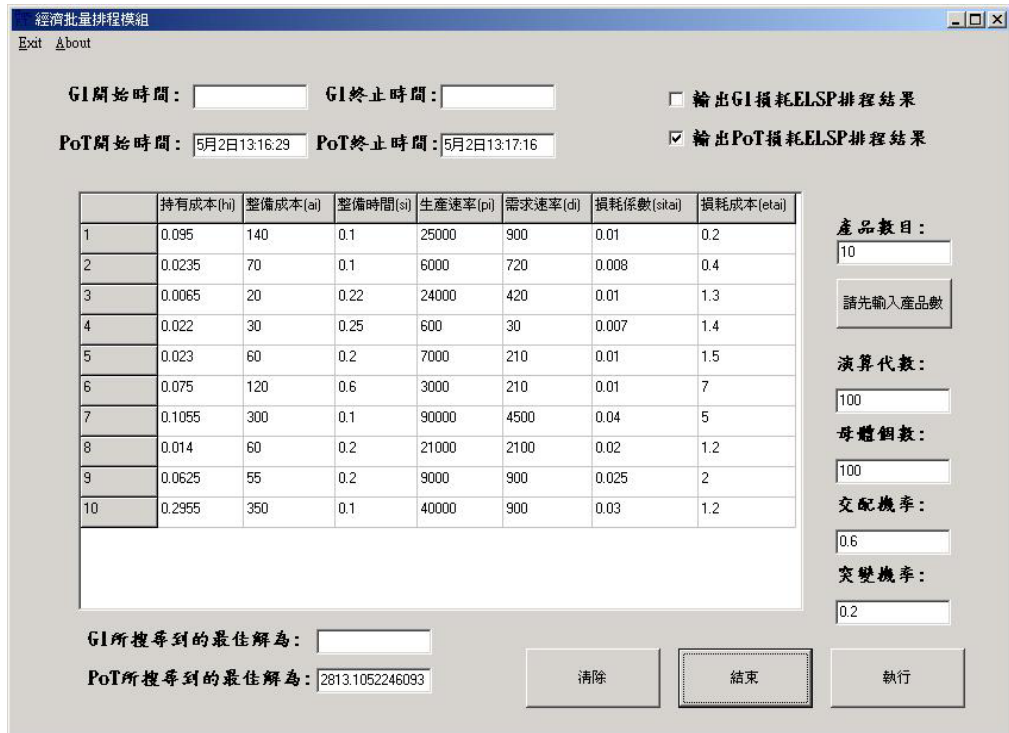 經濟批量排程模組
Exit About
GI開始時間: GI終止時間:
輸出GI損耗ELSP排程結果
PoT開始時間: 5月2日13:16:29 PoT終止時間: 5月2日13:17:16
輸出PoT損耗ELSP排程結果
持有成本(hi) 整備成本(ai) 整備時間(si) 生產速率(pi) 需求速率(di) 損耗係數(sitai) 損耗成本(etai)
1 0.095 140 0.1 25000 900 0.01 0.2
2 0.0235 70 0.1 6000 720 0.008 0.4
3 0.0065 20 0.22 24000 420 0.01 1.3
4 0.022 30 0.25 600 30 0.007 1.4
5 0.023 60 0.2 7000 210 0.01 1.5
6 0.075 120 0.6 3000 210 0.01 7
7 0.1055 300 0.1 90000 4500 0.04 5
8 0.014 60 0.2 21000 2100 0.02 1.2
9 0.0625 55 0.2 9000 900 0.025 2
10 0.2955 350 0.1 40000 900 0.03 1.2
產品數目:
10
請先輸入產品數
演算代數:
100
母體個數:
100
交配機率:
0.6
突變機率:
0.2
GI所搜尋到的最佳解為:
PoT所搜尋到的最佳解為: 2813.1052246093
清除 結束 執行